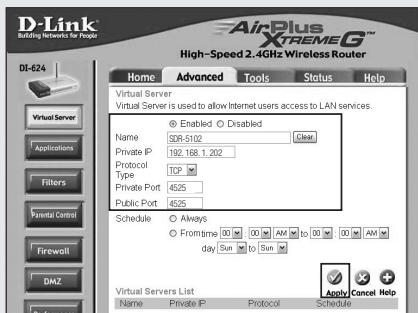 D-Link
Building Networks for People
AirPlus
XTREME G™
High-Speed 2.4GHz Wireless Router
DI-624
Home Advanced Tools Status Help
Virtual Server
Applications
Filters
Parental Control
Firewall
DMZ
Virtual Server
Virtual Server is used to allow Internet users access to LAN services.
Enabled Disabled
Name SDR-5102 Clear
Private IP 192.168.1.202
Protocol Type TCP
Private Port 4525
Public Port 4525
Schedule Always
From time 00 : 00 AM to 00 : 00 AM
day Sun to Sun
Apply Cancel Help
Virtual Servers List
Name Private IP Protocol Schedule